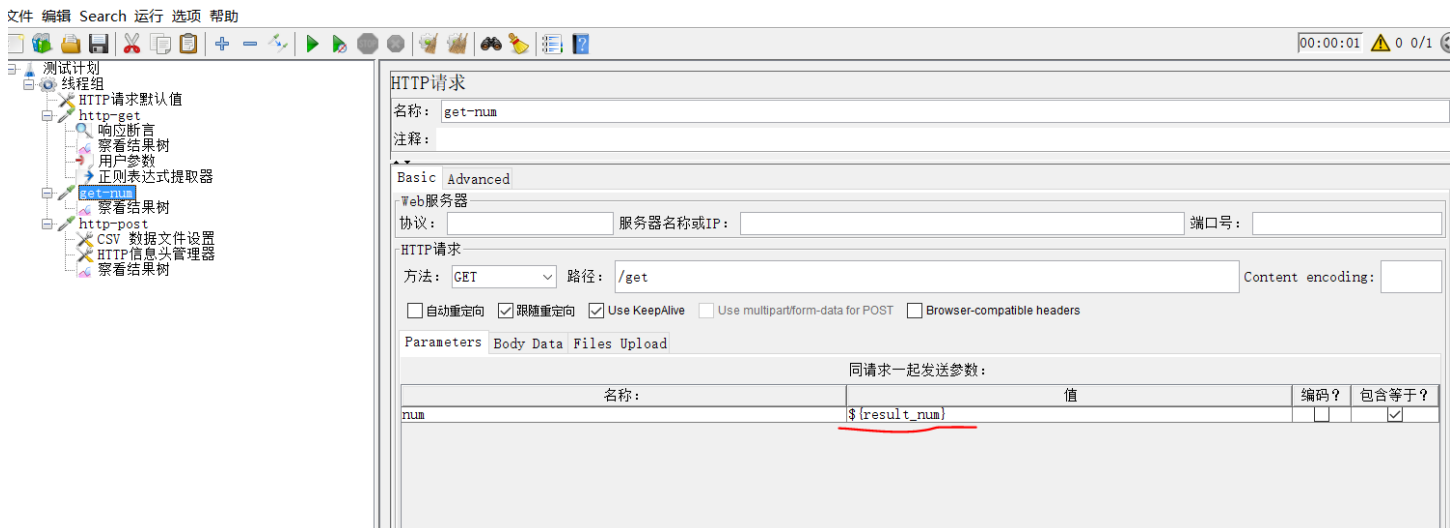 文件 编辑 Search 运行 选项 帮助
00:00:01 0 0/1
测试计划
线程组
HTTP请求默认值
http-get
响应断言
察看结果树
用户参数
正则表达式提取器
get-num
察看结果树
http-post
CSV 数据文件设置
HTTP信息头管理器
察看结果树
HTTP请求
名称: get-num
注释:
Basic Advanced
Web服务器
协议: 服务器名称或IP: 端口号:
HTTP请求
方法: GET 路径: /get Content encoding:
自动重定向 跟随重定向 Use KeepAlive Use multipart/form-data for POST Browser-compatible headers
Parameters Body Data Files Upload
同请求一起发送参数:
名称: 值 编码? 包含等于?
num ${result_num}